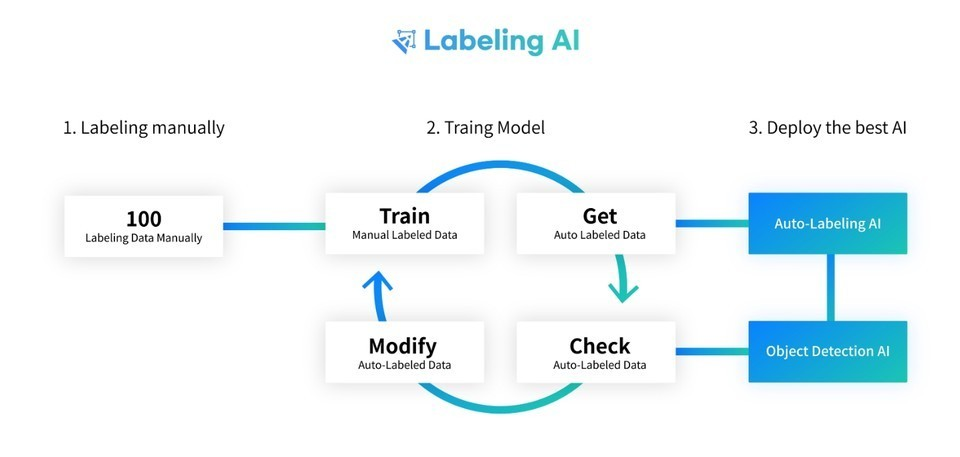 Labeling AI
1. Labeling manually
2. Traing Model
3. Deploy the best AI
100
Labeling Data Manually
Train
Manual Labeled Data
Get
Auto Labeled Data
Auto-Labeling AI
Modify
Auto-Labeled Data
Check
Auto-Labeled Data
Object Detection AI